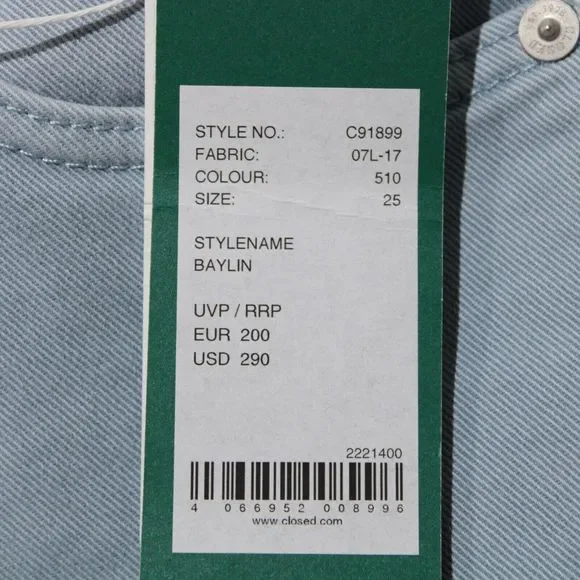 STYLE NO.: C91899
FABRIC: 07L-17
COLOUR: 510
SIZE: 25
STYLENAME
BAYLIN
UVP / RRP
EUR 200
USD 290
2221400
4 066952 008996
www.closed.com
CLOSED